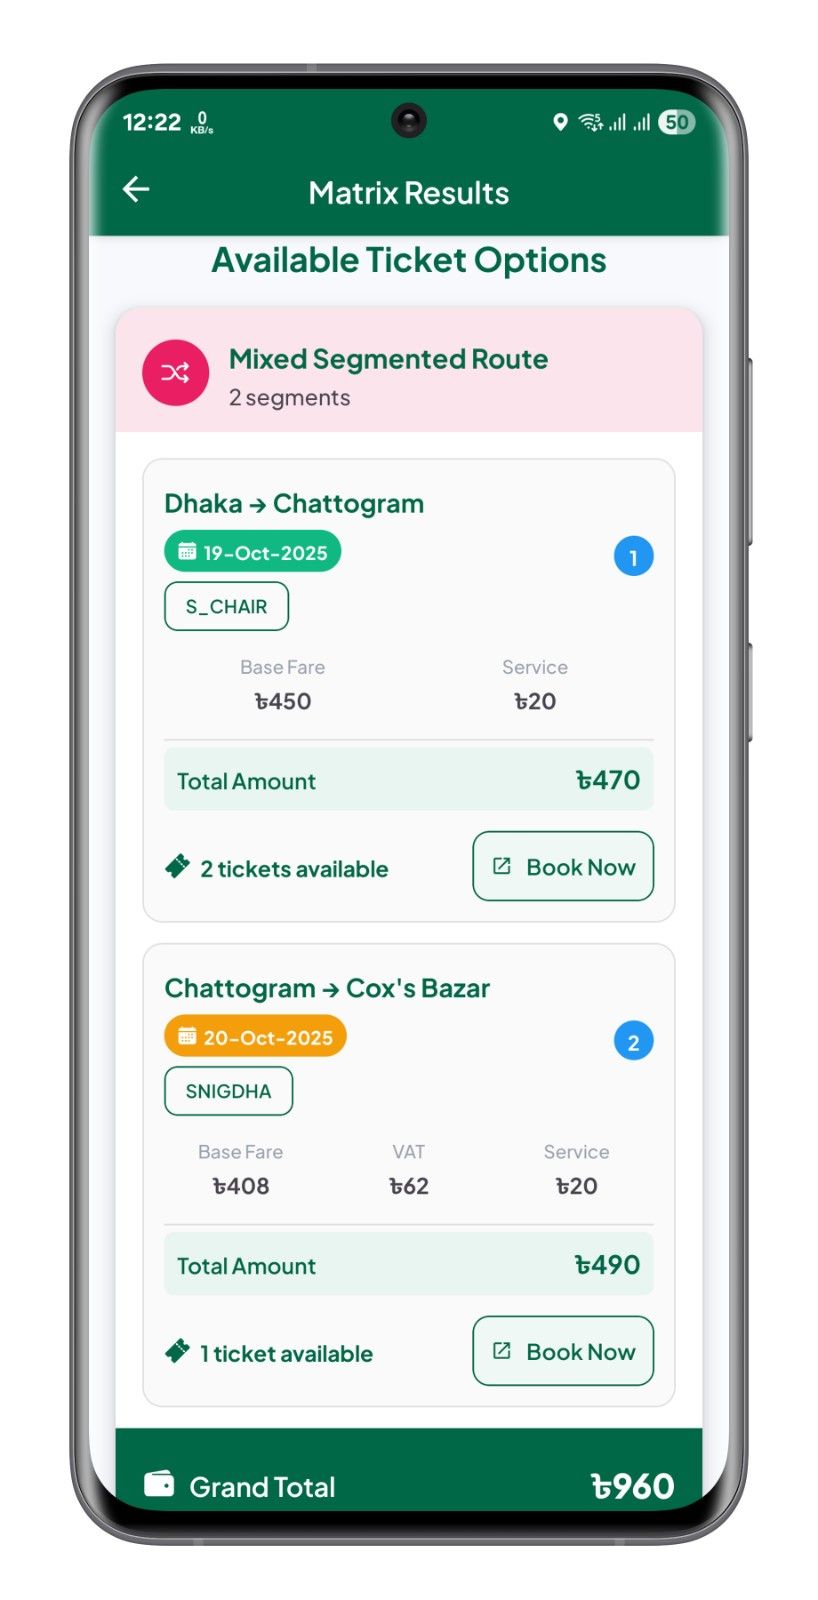 12:22 0 KB/s 5 50
Matrix Results
Available Ticket Options
Mixed Segmented Route
2 segments
Dhaka → Chattogram
19-Oct-2025
1
S_CHAIR
Base Fare Service
৳450 ৳20
Total Amount ৳470
2 tickets available Book Now
Chattogram → Cox's Bazar
20-Oct-2025
2
SNIGDHA
Base Fare VAT Service
৳408 ৳62 ৳20
Total Amount ৳490
1 ticket available Book Now
Grand Total ৳960